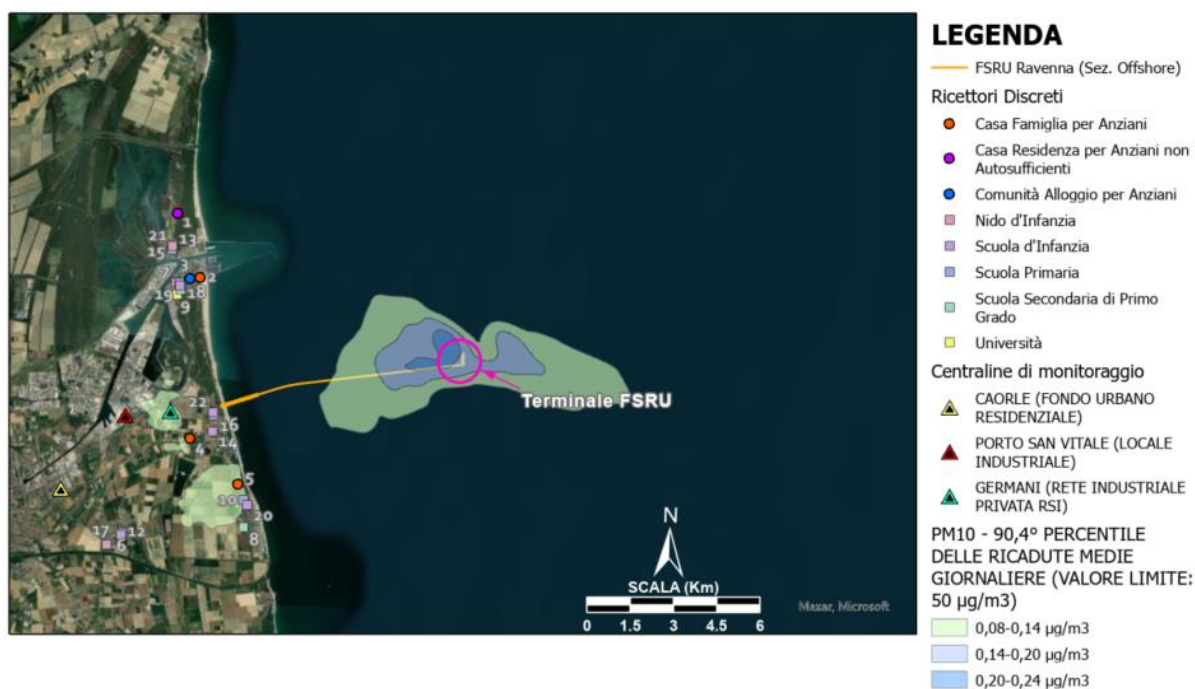 1
21
13
15
3
7
2
19
18
9
22
16
14
4
5
10
20
8
17
12
6
Terminale FSRU
N
SCALA (Km)
0 1.5 3 4.5 6
Maxar, Microsoft
LEGENDA
FSRU Ravenna (Sez. Offshore)
Ricettori Discreti
Casa Famiglia per Anziani
Casa Residenza per Anziani non
Autosufficienti
Comunità Alloggio per Anziani
Nido d'Infanzia
Scuola d'Infanzia
Scuola Primaria
Scuola Secondaria di Primo
Grado
Università
Centraline di monitoraggio
CAORLE (FONDO URBANO
RESIDENZIALE)
PORTO SAN VITALE (LOCALE
INDUSTRIALE)
GERMANI (RETE INDUSTRIALE
PRIVATA RSI)
PM10 - 90,4° PERCENTILE
DELLE RICADUTE MEDIE
GIORNALIERE (VALORE LIMITE:
50 µg/m3)
0,08-0,14 µg/m3
0,14-0,20 µg/m3
0,20-0,24 µg/m3